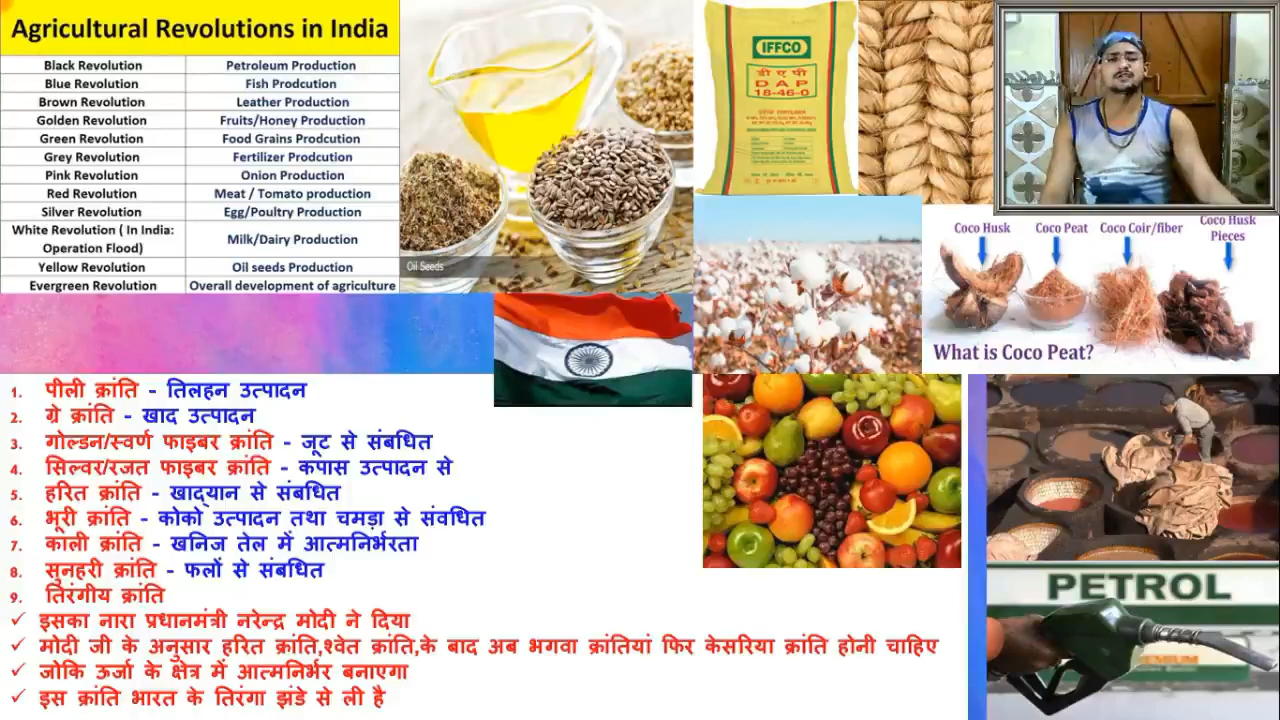 Agricultural Revolutions in India
Black Revolution Petroleum Production
Blue Revolution Fish Prodcution
Brown Revolution Leather Production
Golden Revolution Fruits/Honey Production
Green Revolution Food Grains Prodcution
Grey Revolution Fertilizer Prodcution
Pink Revolution Onion Production
Red Revolution Meat / Tomato production
Silver Revolution Egg/Poultry Production
White Revolution ( In India: Operation Flood) Milk/Dairy Production
Yellow Revolution Oil seeds Production
Evergreen Revolution Overall development of agriculture
Oil Seeds
IFFCO
डी ए पी
D A P
18-46-0
Coco Husk
Coco Peat
Coco Coir/fiber
Coco Husk
Pieces
What is Coco Peat?
1. पीली क्रांति - तिलहन उत्पादन
2. ग्रे क्रांति - खाद उत्पादन
3. गोल्डन/स्वर्ण फाइबर क्रांति - जूट से संबधित
4. सिल्वर/रजत फाइबर क्रांति - कपास उत्पादन से
5. हरित क्रांति - खाद्यान से संबधित
6. भूरी क्रांति - कोको उत्पादन तथा चमड़ा से संवधित
7. काली क्रांति - खनिज तेल में आत्मनिर्भरता
8. सुनहरी क्रांति - फलों से संबधित
9. तिरंगीय क्रांति
✓ इसका नारा प्रधानमंत्री नरेन्द्र मोदी ने दिया
✓ मोदी जी के अनुसार हरित क्रांति,श्वेत क्रांति,के बाद अब भगवा क्रांतियां फिर केसरिया क्रांति होनी चाहिए
✓ जोकि ऊर्जा के क्षेत्र में आत्मनिर्भर बनाएगा
✓ इस क्रांति भारत के तिरंगा झंडे से ली है
PETROL